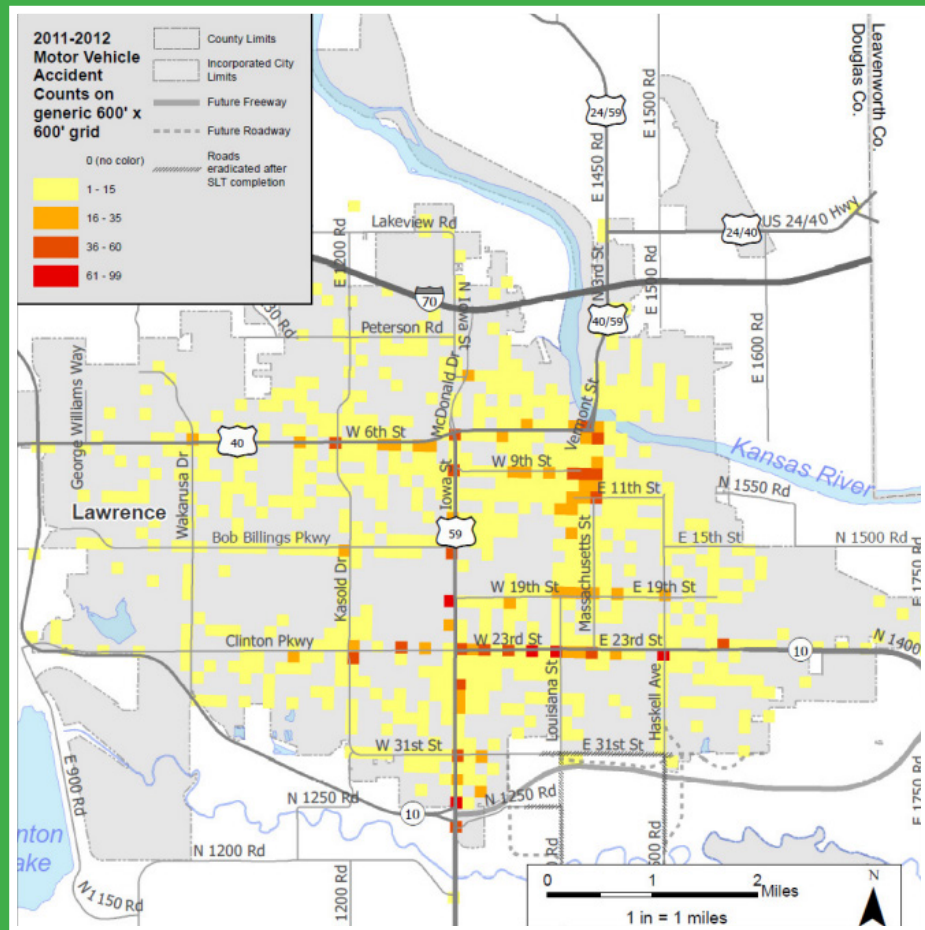 2011-2012
Motor Vehicle
Accident
Counts on
generic 600' x
600' grid
0 (no color)
1 - 15
16 - 35
36 - 60
61 - 99
County Limits
Incorporated City
Limits
Future Freeway
Future Roadway
Roads
eradicated after
SLT completion
24/59
E 1450 Rd
E 1500 Rd
Leavenworth Co.
Douglas Co.
US 24/40 Hwy
24/40
Lakeview Rd
E 1200 Rd
N 3rd St
E 1500 Rd
70
N Iowa St
40/59
Peterson Rd
E 1600 Rd
George Williams Way
McDonald Dr
Vermont St
W 6th St
40
Kansas River
W 9th St
Iowa St
E 11th St
N 1550 Rd
Wakarusa Dr
Lawrence
59
Bob Billings Pkwy
Massachusetts St
E 15th St
N 1500 Rd
Kasold Dr
E 1750 Rd
W 19th St
E 19th St
Clinton Pkwy
W 23rd St
E 23rd St
10
N 1400
Louisiana St
Haskell Ave
W 31st St
E 31st St
E 900 Rd
N 1250 Rd
10
N 1250 Rd
E 1750 Rd
N 1200 Rd
N 1150 Rd
1200 Rd
N
0 1 2
Miles
1 in = 1 miles